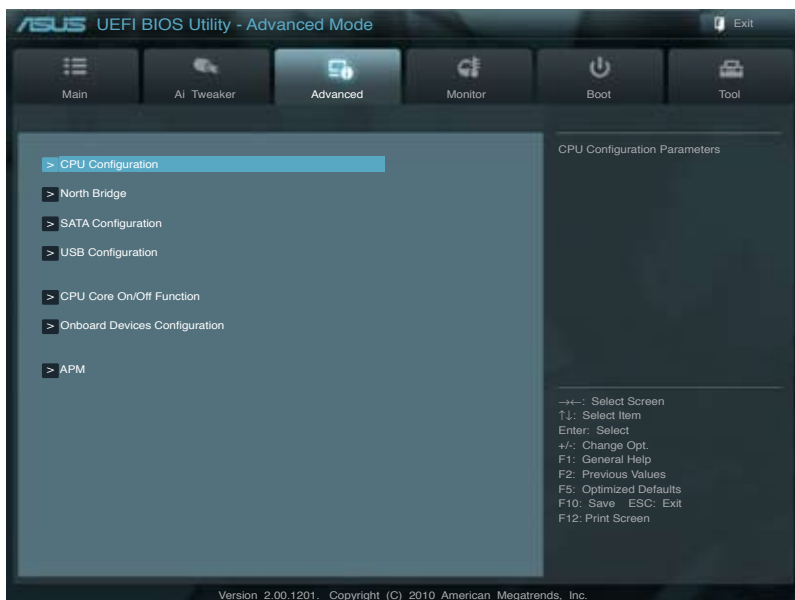 ASUS UEFI BIOS Utility - Advanced Mode
Exit
Main
Ai Tweaker
Advanced
Monitor
Boot
Tool
> CPU Configuration
> North Bridge
> SATA Configuration
> USB Configuration
> CPU Core On/Off Function
> Onboard Devices Configuration
> APM
CPU Configuration Parameters
→←: Select Screen
↑↓: Select Item
Enter: Select
+/-: Change Opt.
F1: General Help
F2: Previous Values
F5: Optimized Defaults
F10: Save ESC: Exit
F12: Print Screen
Version 2.00.1201. Copyright (C) 2010 American Megatrends, Inc.